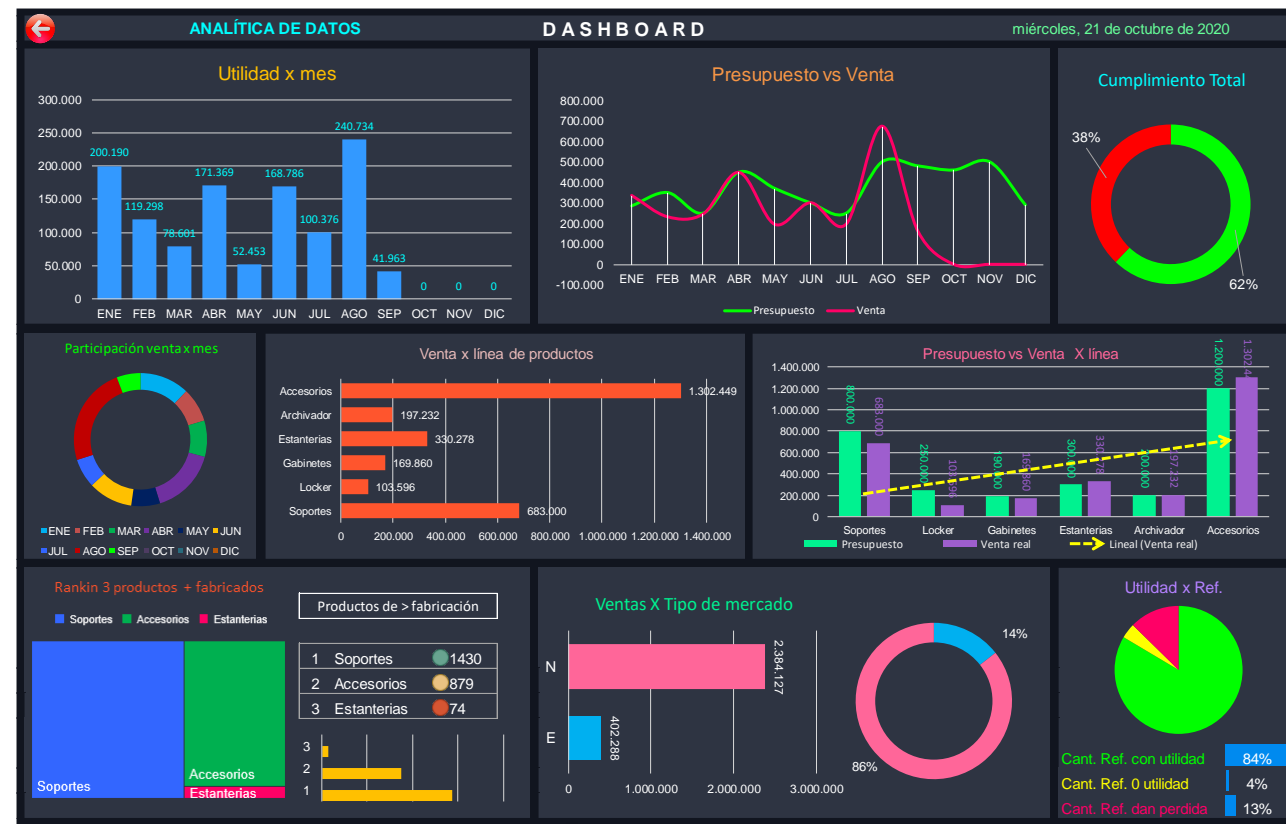 ANALÍTICA DE DATOS
DASHBOARD
miércoles, 21 de octubre de 2020
Utilidad x mes
300.000
250.000
200.000
150.000
100.000
50.000
0
200.190
119.298
78.601
171.369
52.453
168.786
100.376
240.734
41.963
0
0
0
ENE FEB MAR ABR MAY JUN JUL AGO SEP OCT NOV DIC
Presupuesto vs Venta
800.000
700.000
600.000
500.000
400.000
300.000
200.000
100.000
0
-100.000
ENE FEB MAR ABR MAY JUN JUL AGO SEP OCT NOV DIC
Presupuesto Venta
Cumplimiento Total
38%
62%
Participación venta x mes
ENE FEB MAR ABR MAY JUN
JUL AGO SEP OCT NOV DIC
Venta x línea de productos
Accesorios 1.302.449
Archivador 197.232
Estanterias 330.278
Gabinetes 169.860
Locker 103.596
Soportes 683.000
0 200.000 400.000 600.000 800.000 1.000.000 1.200.000 1.400.000
Presupuesto vs Venta X línea
1.400.000
1.200.000
1.000.000
800.000
600.000
400.000
200.000
0
800.000
683.000
250.000
300.000
197.232
1.200.000
Soportes Locker Gabinetes Estanterias Archivador Accesorios
Presupuesto Venta real Lineal (Venta real)
Rankin 3 productos + fabricados
Soportes Accesorios Estanterias
Soportes
Accesorios
Estanterias
Productos de > fabricación
1 Soportes 1430
2 Accesorios 879
3 Estanterias 74
3
2
1
Ventas X Tipo de mercado
N
E
2.384.127
402.288
0 1.000.000 2.000.000 3.000.000
14%
86%
Utilidad x Ref.
Cant. Ref. con utilidad 84%
Cant. Ref. 0 utilidad 4%
Cant. Ref. dan perdida 13%